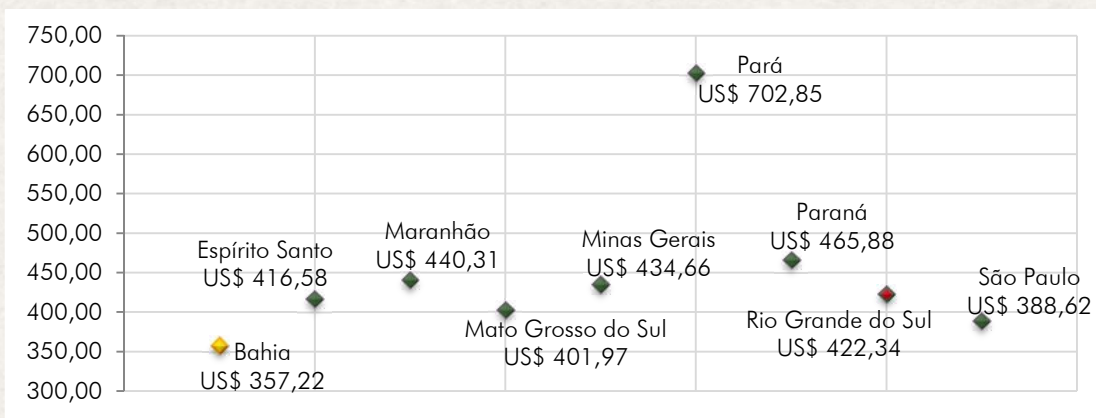 750,00
700,00
650,00
600,00
550,00
500,00
450,00
400,00
350,00
300,00
Pará
US$ 702,85
Paraná
US$ 465,88
Maranhão
US$ 440,31
Minas Gerais
US$ 434,66
Espírito Santo
US$ 416,58
São Paulo
US$ 388,62
Mato Grosso do Sul
US$ 401,97
Rio Grande do Sul
US$ 422,34
Bahia
US$ 357,22